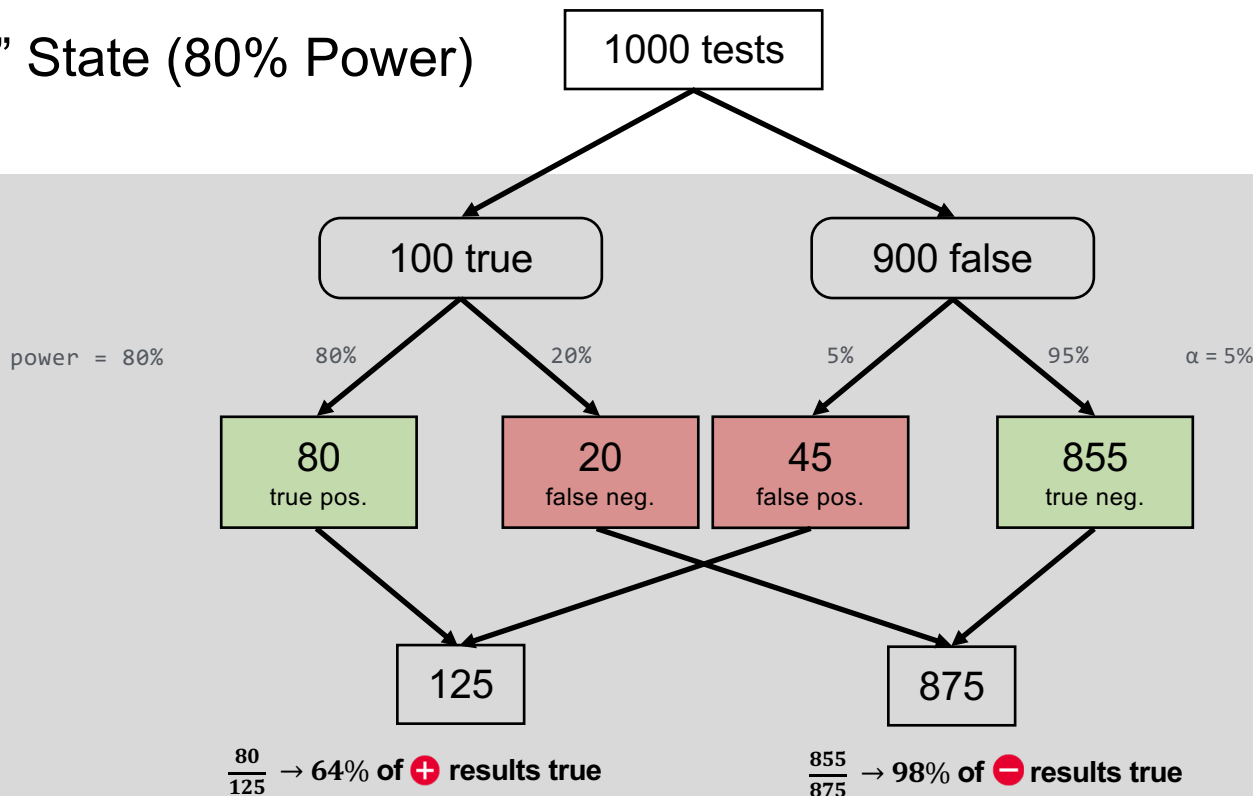 ” State (80% Power)
1000 tests
100 true
900 false
power = 80%
80%
20%
5%
95%
α = 5%
80
true pos.
20
false neg.
45
false pos.
855
true neg.
125
875
80/125 → 64% of + results true
855/875 → 98% of − results true